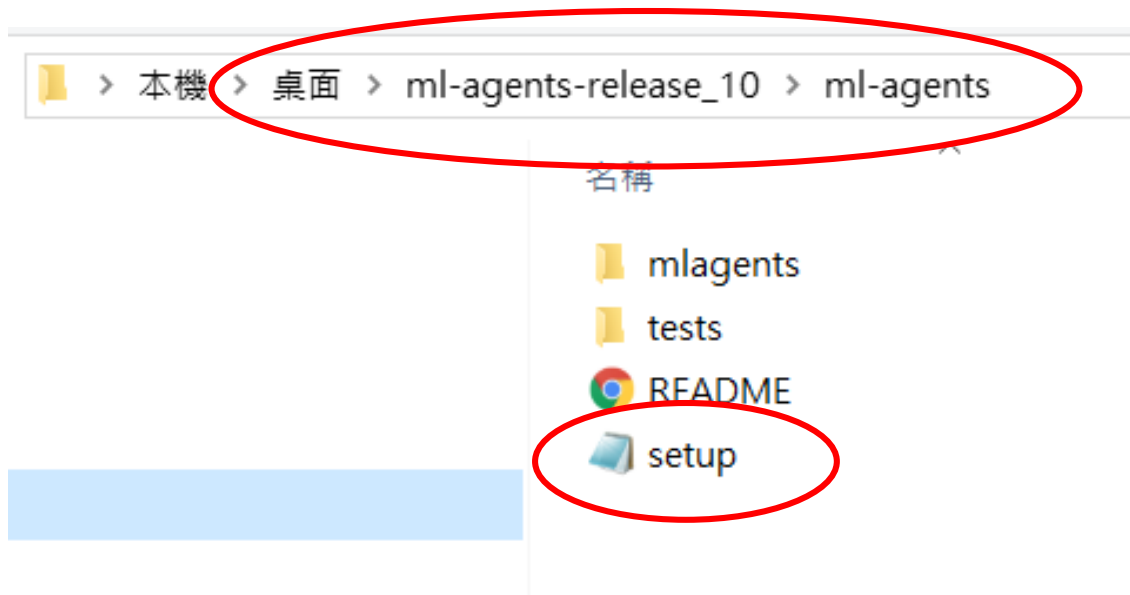 > 本機 > 桌面 > ml-agents-release_10 > ml-agents
名稱
mlagents
tests
README
setup